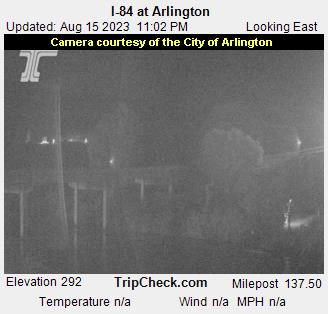 I-84 at Arlington
Updated: Aug 15 2023 11:02 PM Looking East
Camera courtesy of the City of Arlington
Elevation 292 TripCheck.com Milepost 137.50
Temperature n/a Wind n/a MPH n/a